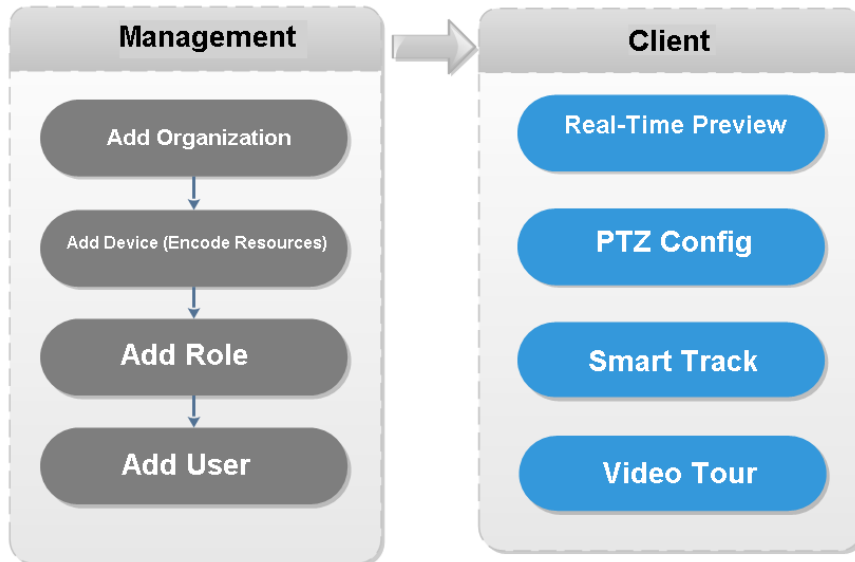 Management
Add Organization
Add Device (Encode Resources)
Add Role
Add User
Client
Real-Time Preview
PTZ Config
Smart Track
Video Tour